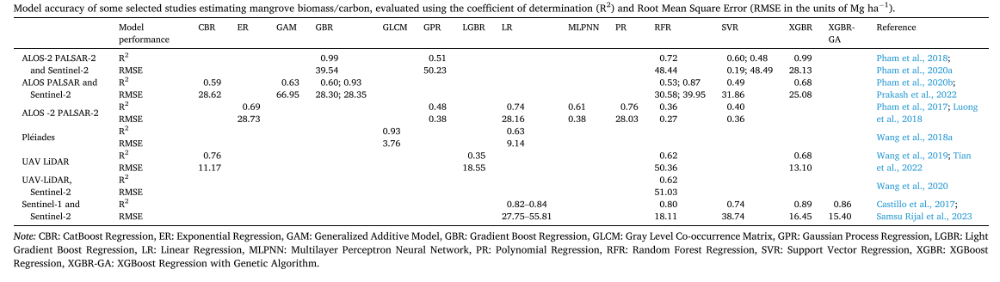 Model accuracy of some selected studies estimating mangrove biomass/carbon, evaluated using the coefficient of determination (R²) and Root Mean Square Error (RMSE in the units of Mg ha⁻¹).
Model performance CBR ER GAM GBR GLCM GPR LGBR LR MLPNN PR RFR SVR XGBR XGBR-GA Reference
ALOS-2 PALSAR-2 R² 0.99 0.51 0.72 0.60; 0.48 0.99 Pham et al., 2018;
and Sentinel-2 RMSE 39.54 50.23 48.44 0.19; 48.49 28.13 Pham et al., 2020a
ALOS PALSAR and R² 0.59 0.63 0.60; 0.93 0.53; 0.87 0.49 0.68 Pham et al., 2020b;
Sentinel-2 RMSE 28.62 66.95 28.30; 28.35 30.58; 39.95 31.86 25.08 Prakash et al., 2022
ALOS -2 PALSAR-2 R² 0.69 0.48 0.74 0.61 0.76 0.36 0.40 Pham et al., 2017; Luong
RMSE 28.73 0.38 28.16 0.38 28.03 0.27 0.36 et al., 2018
Pléiades R² 0.93 0.63 Wang et al., 2018a
RMSE 3.76 9.14
UAV LiDAR R² 0.76 0.35 0.62 0.68 Wang et al., 2019; Tian
RMSE 11.17 18.55 50.36 13.10 et al., 2022
UAV-LiDAR, R² 0.62 Wang et al., 2020
Sentinel-2 RMSE 51.03
Sentinel-1 and R² 0.82–0.84 0.80 0.74 0.89 0.86 Castillo et al., 2017;
Sentinel-2 RMSE 27.75–55.81 18.11 38.74 16.45 15.40 Samsu Rijal et al., 2023
Note: CBR: CatBoost Regression, ER: Exponential Regression, GAM: Generalized Additive Model, GBR: Gradient Boost Regression, GLCM: Gray Level Co-occurrence Matrix, GPR: Gaussian Process Regression, LGBR: Light
Gradient Boost Regression, LR: Linear Regression, MLPNN: Multilayer Perceptron Neural Network, PR: Polynomial Regression, RFR: Random Forest Regression, SVR: Support Vector Regression, XGBR: XGBoost
Regression, XGBR-GA: XGBoost Regression with Genetic Algorithm.